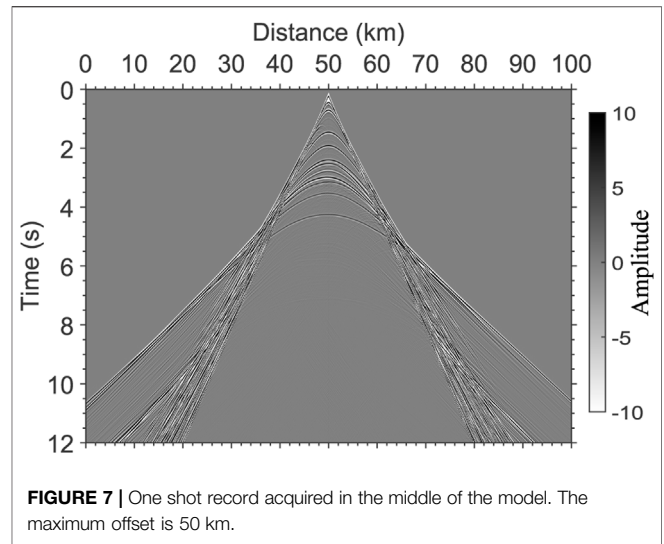 Distance (km)
0 10 20 30 40 50 60 70 80 90 100
0
2
4
6
8
10
12
Time (s)
10
5
0
-5
-10
Amplitude
FIGURE 7 | One shot record acquired in the middle of the model. The
maximum offset is 50 km.